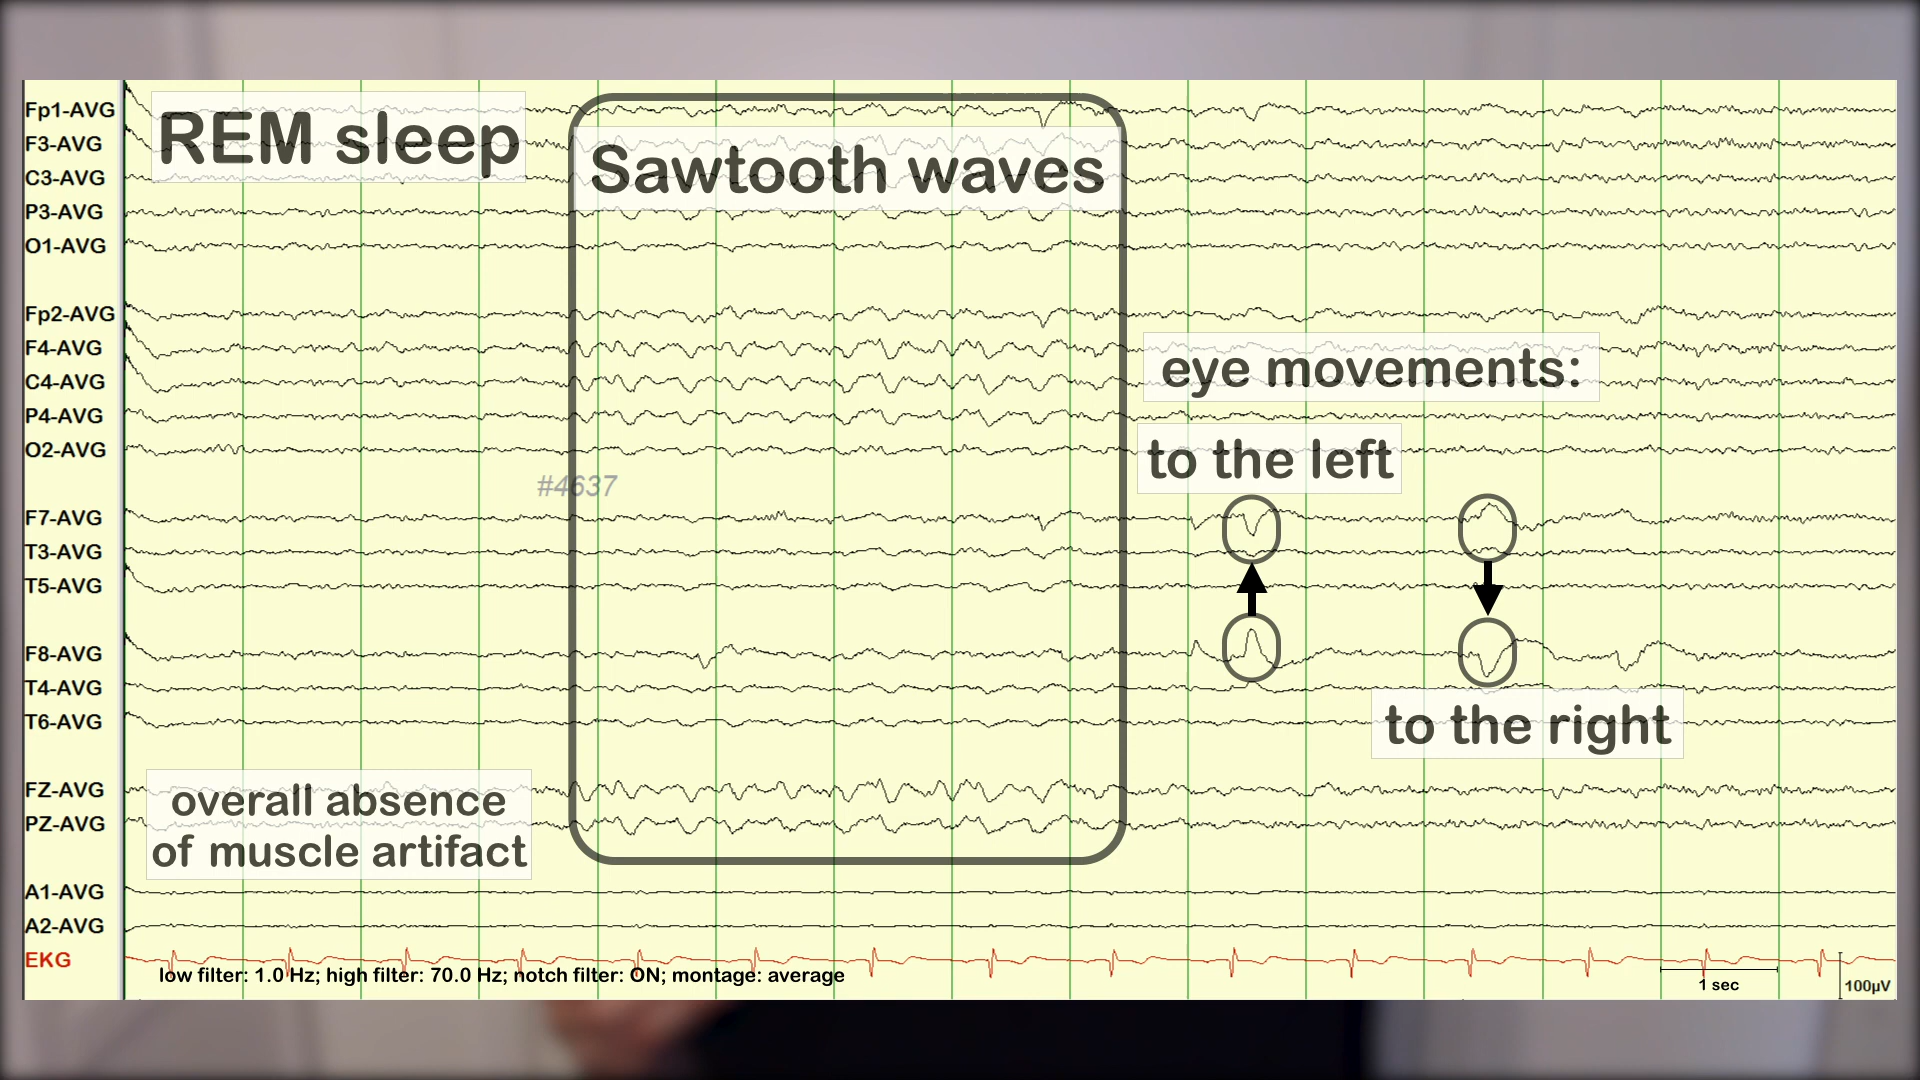 Fp1-AVG
F3-AVG
C3-AVG
P3-AVG
O1-AVG
Fp2-AVG
F4-AVG
C4-AVG
P4-AVG
O2-AVG
F7-AVG
T3-AVG
T5-AVG
F8-AVG
T4-AVG
T6-AVG
FZ-AVG
PZ-AVG
A1-AVG
A2-AVG
EKG
REM sleep
Sawtooth waves
#4637
eye movements:
to the left
to the right
overall absence
of muscle artifact
low filter: 1.0 Hz; high filter: 70.0 Hz; notch filter: ON; montage: average
1 sec
100µV